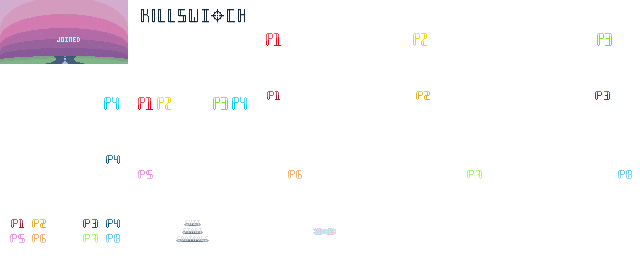 KILLSWITCH
JOINED
P1 P2 P3
P4 P1 P2 P3 P4
P1 P2 P3
P4
P5 P6 P7 P8
P1 P2 P3 P4
P5 P6 P7 P8